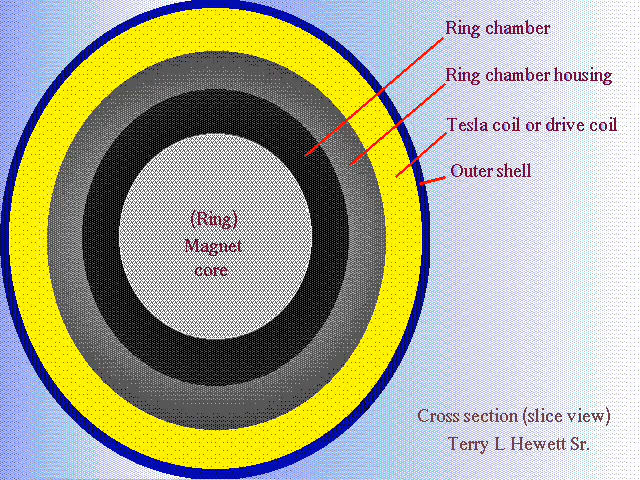 Ring chamber
Ring chamber housing
Tesla coil or drive coil
Outer shell
(Ring)
Magnet
core
Cross section (slice view)
Terry L Hewett Sr.